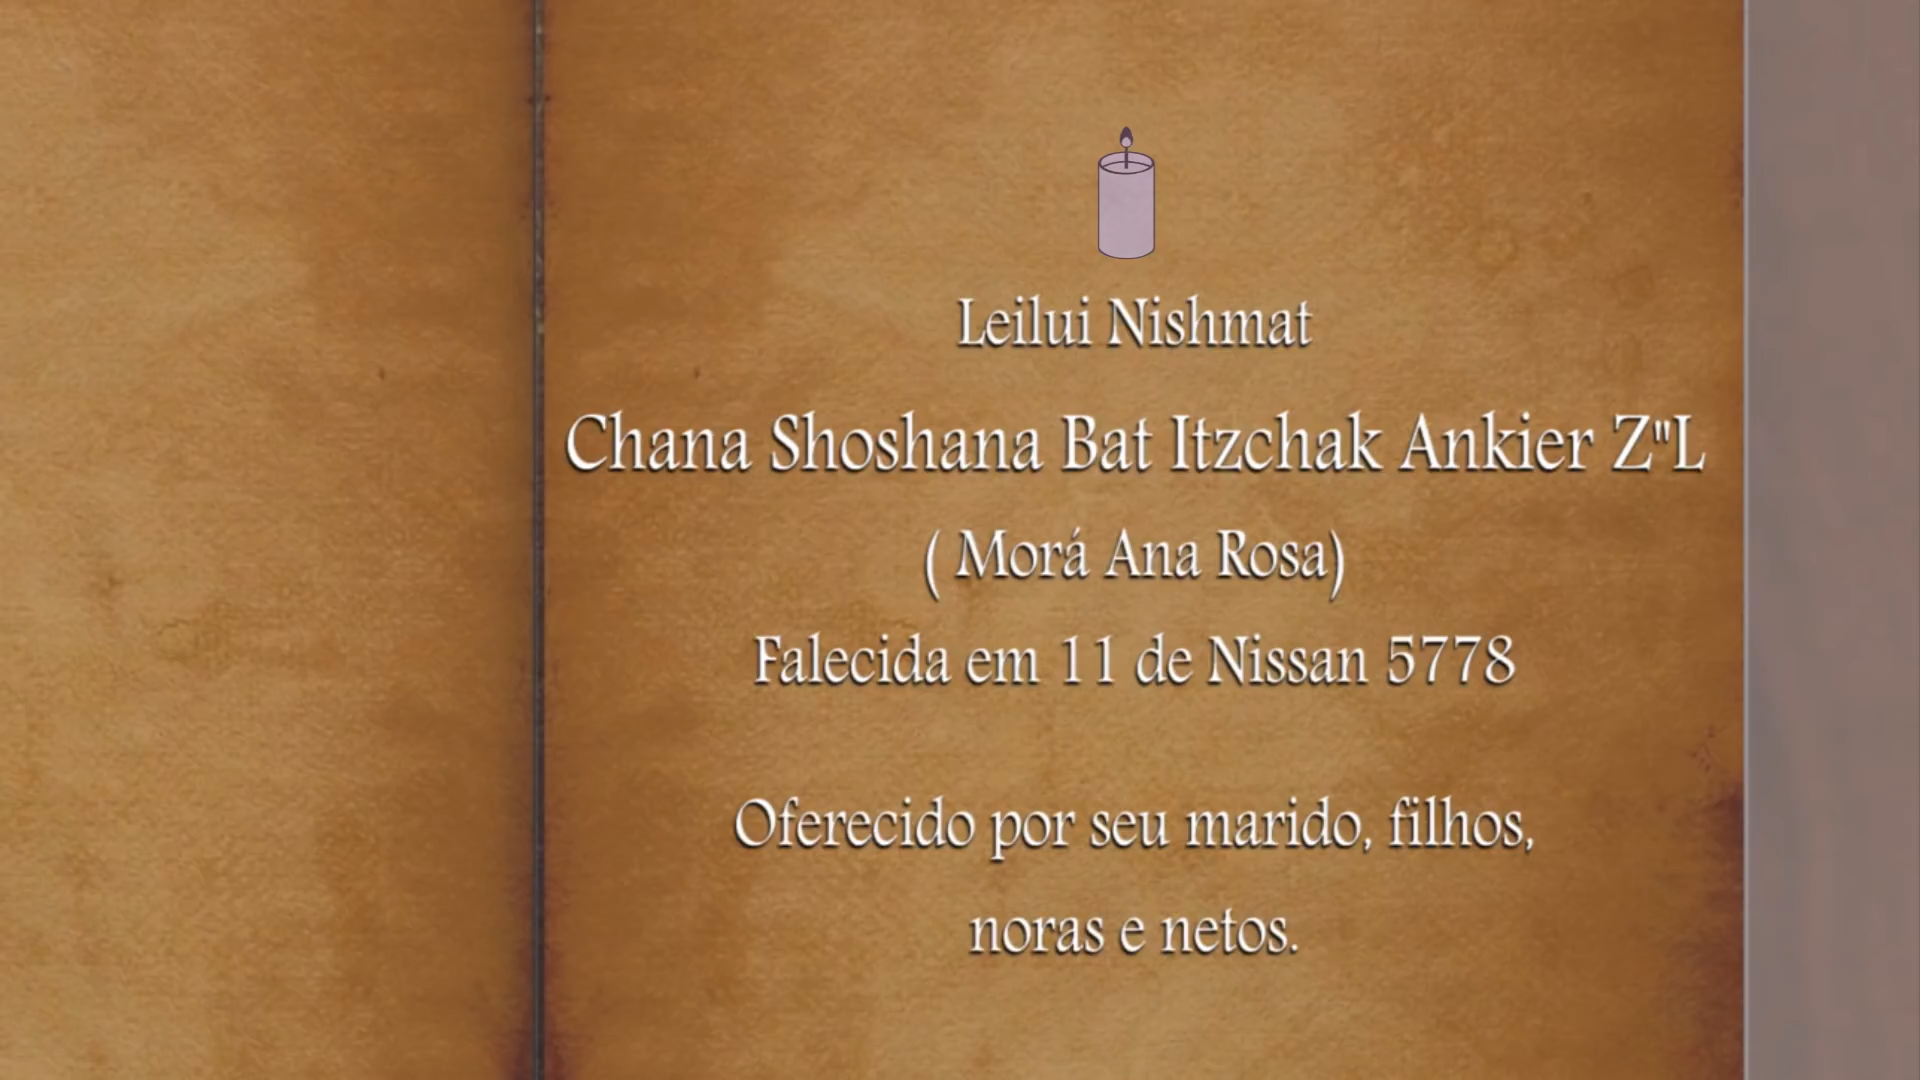 Leilui Nishmat
Chana Shoshana Bat Itzchak Ankier Z"L
( Morá Ana Rosa)
Falecida em 11 de Nissan 5778
Oferecido por seu marido, filhos,
noras e netos.